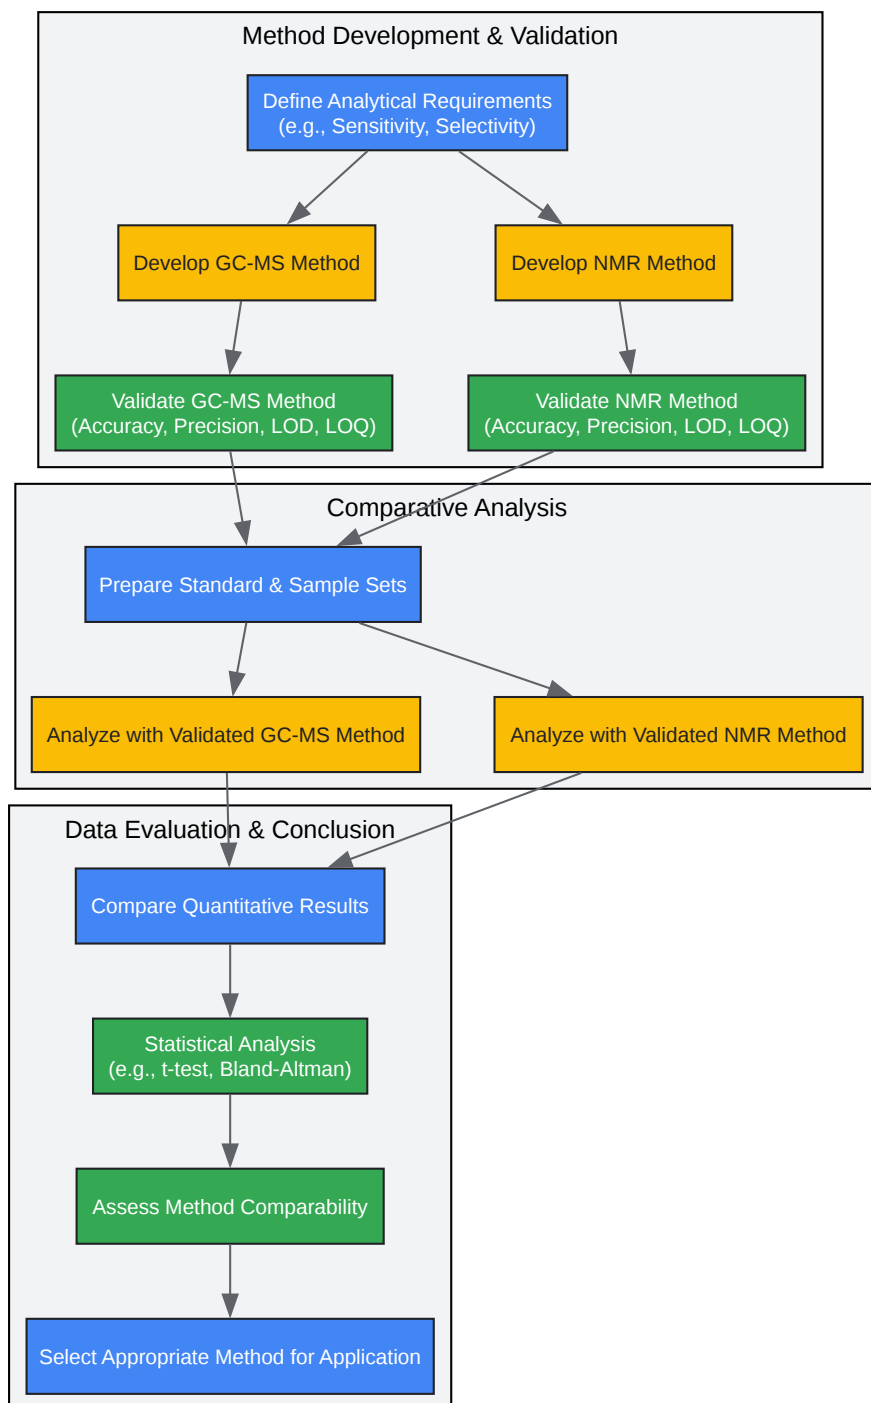 Method Development & Validation
Define Analytical Requirements
(e.g., Sensitivity, Selectivity)
Develop GC-MS Method
Develop NMR Method
Validate GC-MS Method
(Accuracy, Precision, LOD, LOQ)
Validate NMR Method
(Accuracy, Precision, LOD, LOQ)
Comparative Analysis
Prepare Standard & Sample Sets
Analyze with Validated GC-MS Method
Analyze with Validated NMR Method
Data Evaluation & Conclusion
Compare Quantitative Results
Statistical Analysis
(e.g., t-test, Bland-Altman)
Assess Method Comparability
Select Appropriate Method for Application